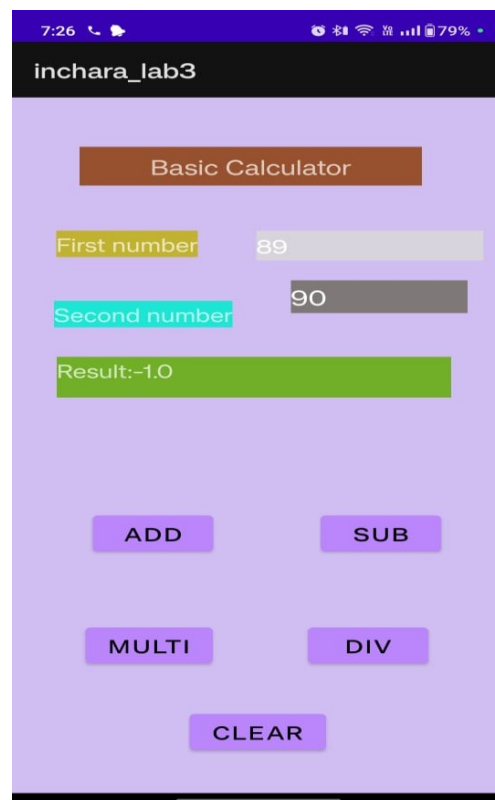 7:26 79%
inchara_lab3
Basic Calculator
First number 89
Second number 90
Result:-1.0
ADD SUB
MULTI DIV
CLEAR